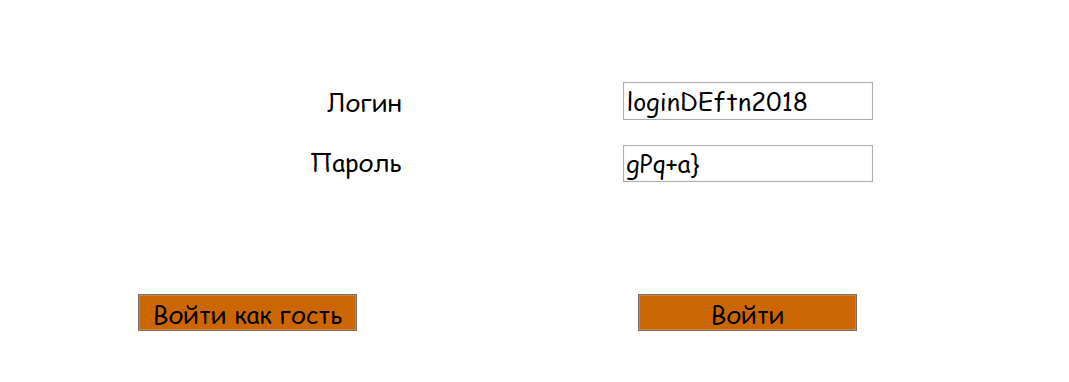 Логин loginDEftn2018
Пароль gPq+a}
Войти как гость Войти